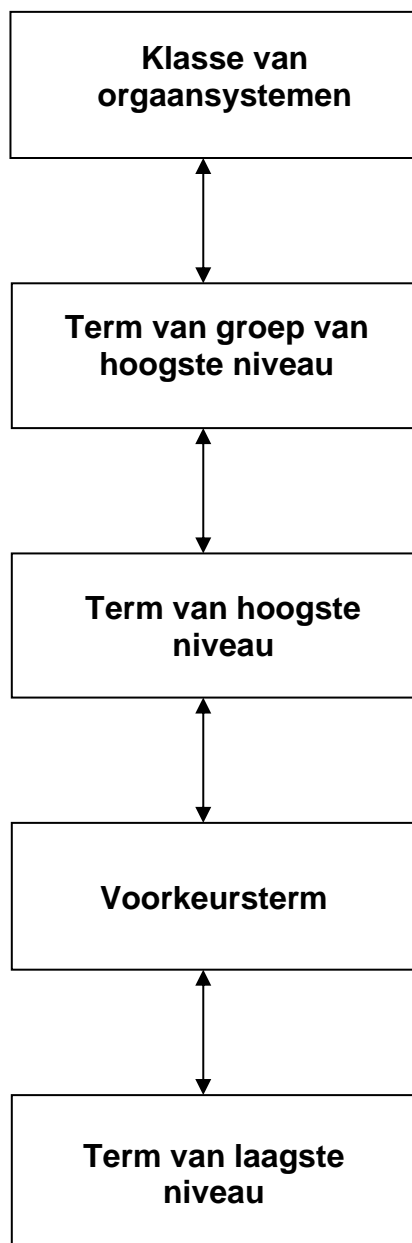 Klasse van
orgaansystemen
Term van groep van
hoogste niveau
Term van hoogste
niveau
Voorkeursterm
Term van laagste
niveau